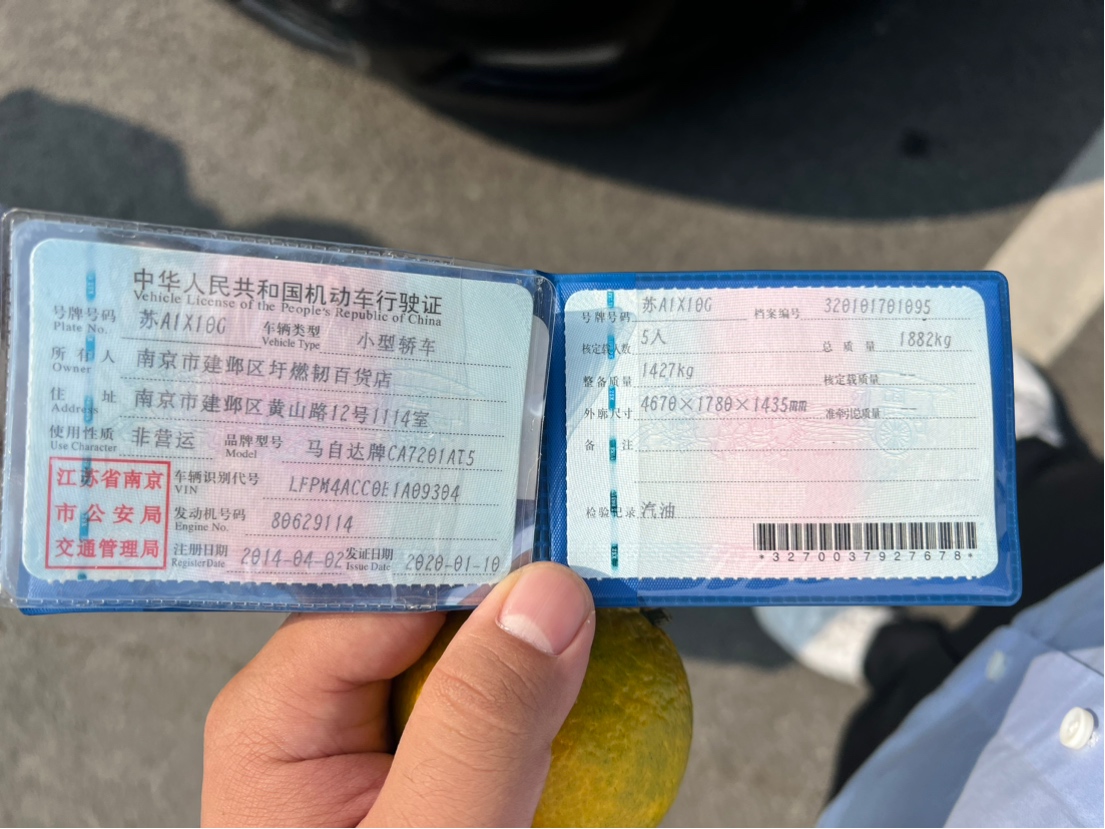 中华人民共和国机动车行驶证
Vehicle License of the People's Republic of China
号牌号码 苏A1X10G 车辆类型 小型轿车
Plate No. Vehicle Type
所有人 南京市建邺区圩燃韧百货店
Owner
住址 南京市建邺区黄山路12号1114室
Address
使用性质 非营运 品牌型号 马自达牌CA7201AT5
Use Character Model
江苏省南京
市公安局
交通管理局
车辆识别代号 LFPM4ACC0E1A09304
VIN
发动机号码 80629114
Engine No.
注册日期 2014-04-02 发证日期 2020-01-10
Register Date Issue Date
号牌号码 苏A1X10G 档案编号 320101701095
核定载人数 5人 总质量 1882kg
整备质量 1427kg 核定载质量 ——
外廓尺寸 4670×1780×1435mm 准牵引总质量 ——
备注
检验记录 汽油
*3270037927678*